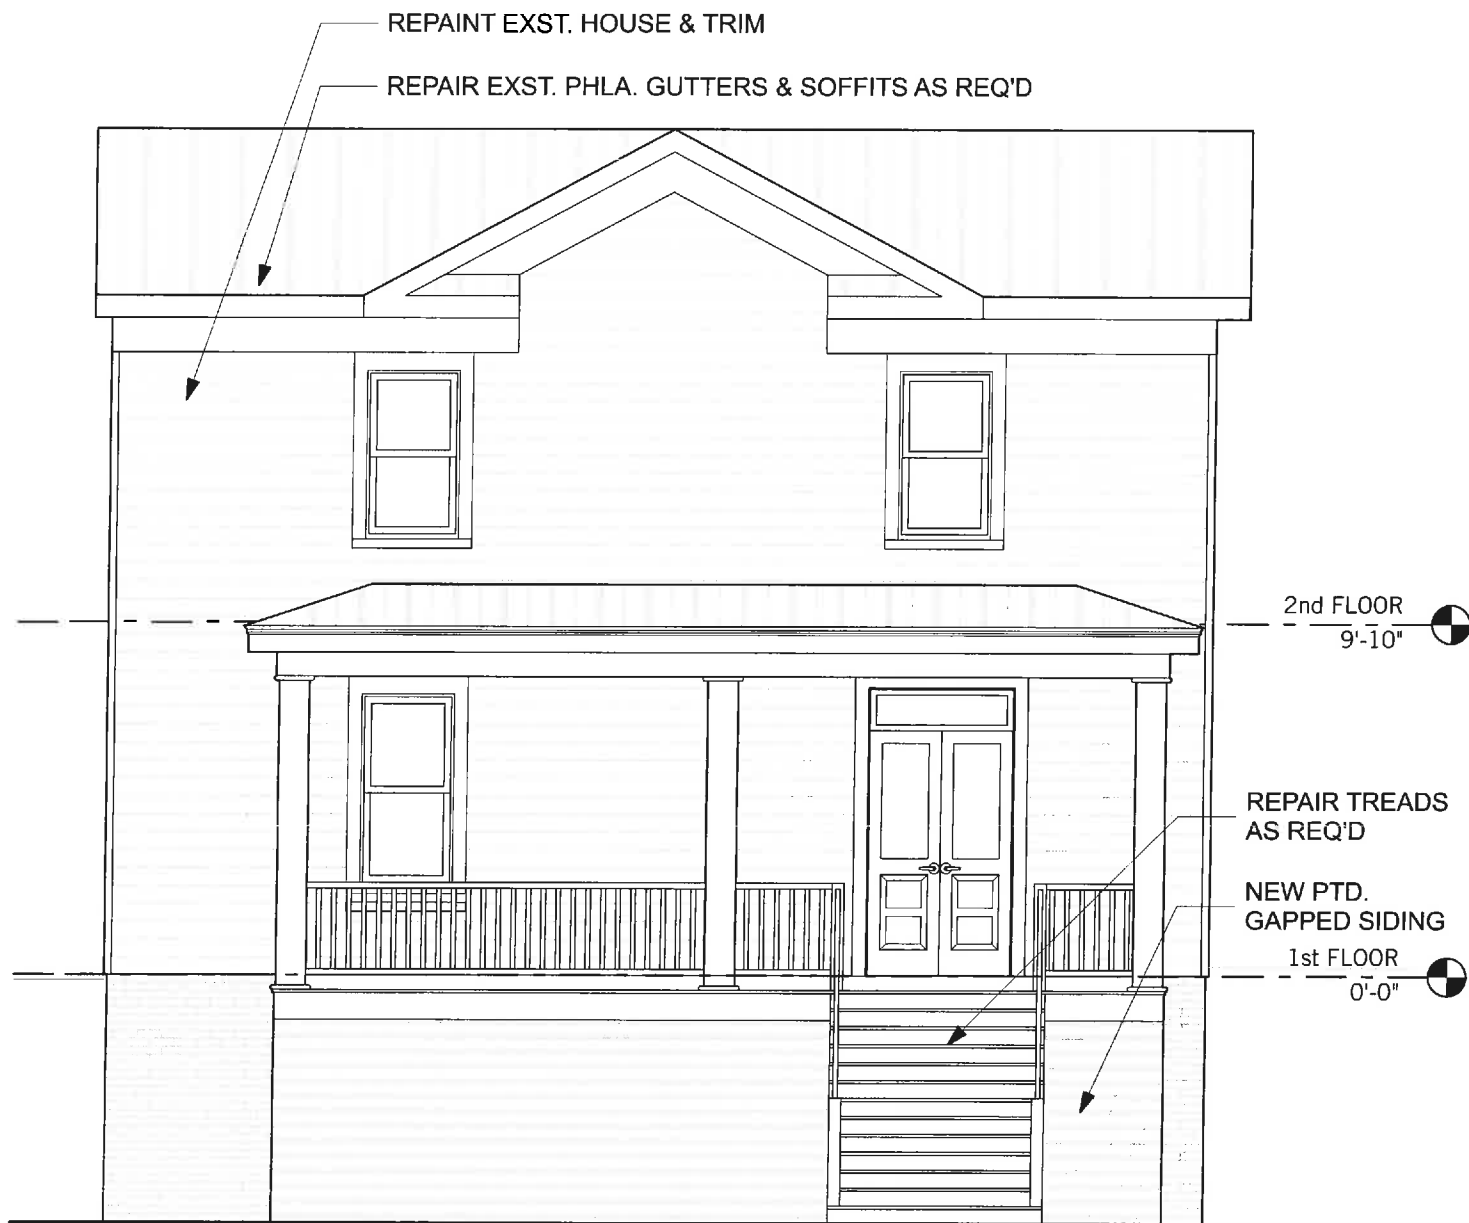 REPAINT EXST. HOUSE & TRIM
REPAIR EXST. PHLA. GUTTERS & SOFFITS AS REQ'D
2nd FLOOR
9'-10"
REPAIR TREADS
AS REQ'D
NEW PTD.
GAPPED SIDING
1st FLOOR
0'-0"